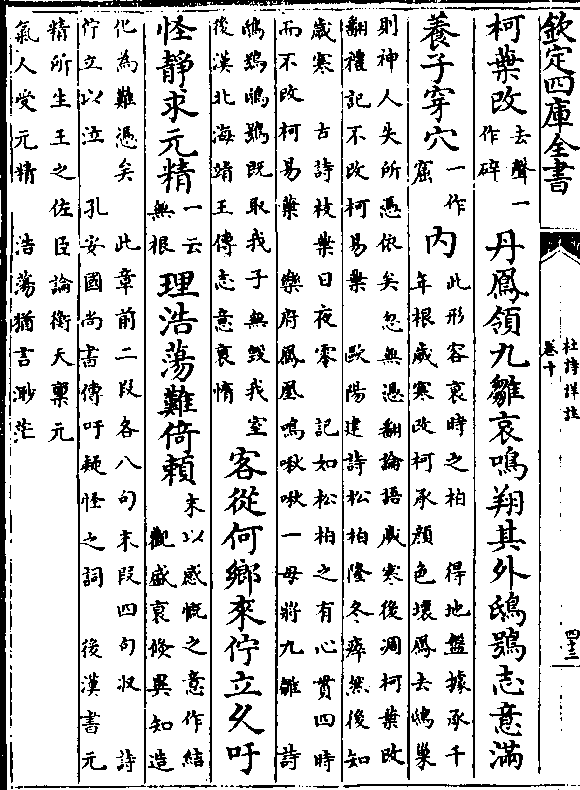 欽定四庫全書
杜詩詳註
卷十
四十三
柯葉改
去聲一
作碎
丹鳳領九雛哀鳴翔其外鴟鴞志意滿
養子穿穴
一作
窟
内
此形容衰時之柏 得地盤據承千
年根歲寒改柯承顏色壞鳳去鴟巢
則神人失所憑依矣忽無憑翻論語歲寒後凋柯葉改
翻禮記不改柯易葉 歐陽建詩松柏隆冬瘁然後知
歲寒 古詩枝葉日夜零 記如松柏之有心貫四時
而不改柯易葉 樂府鳳凰鳴啾啾一母將九雛 詩
鴟鴞鴟鴞既取我子無毀我室
後漢北海靖王傳志意衰惰
客從何鄉來佇立久吁
怪靜求元精
一云
無根
理浩蕩難倚賴
末以感慨之意作結
觀盛衰倏異知造
化為難憑矣 此章前二段各八句末段四句收 詩
佇立以泣 孔安國尚書傳吁疑怪之詞 後漢書元
精所生王之佐臣論衡天稟元
氣人受元精 浩蕩猶言渺茫